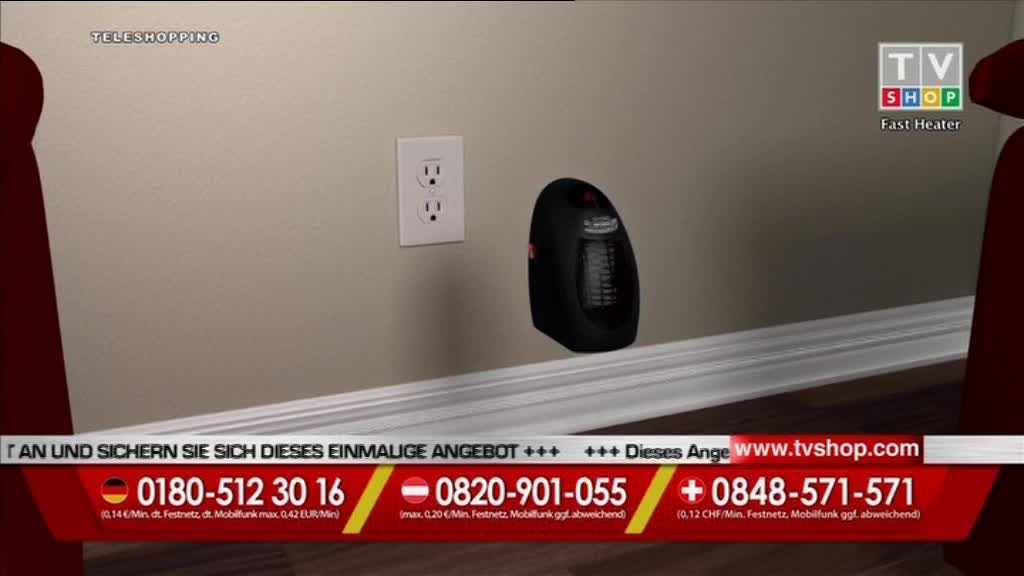 TELESHOPPING
TV
SHOP
Fast Heater
T AN UND SICHERN SIE SICH DIESES EINMALIGE ANGEBOT +++ +++ Dieses Ange
www.tvshop.com
0180-512 30 16
0820-901-055
0848-571-571
(0,14 €/Min. dt. Festnetz, dt. Mobilfunk max. 0,42 EUR/Min)
(max. 0,20 €/Min. Festnetz, Mobilfunk ggf. abweichend)
(0,12 CHF/Min. Festnetz, Mobilfunk ggf. abweichend)